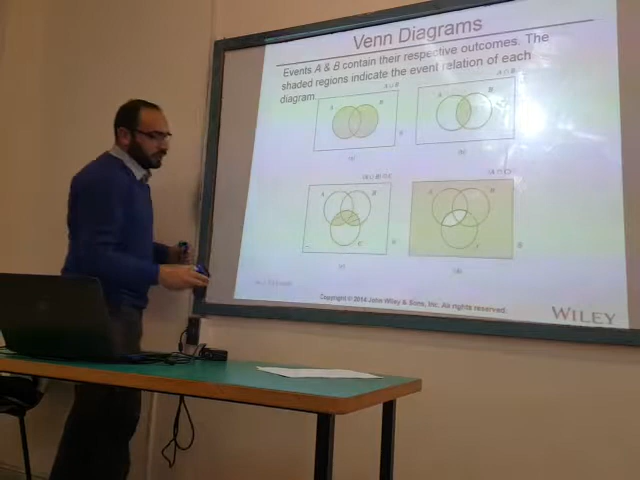 Venn Diagrams
Events A & B contain their respective outcomes. The
shaded regions indicate the event relation of each
diagram
A ∪ B
A ∩ B
A
B
A
B
(a)
(b)
A
B
C
A
B
(c)
(d)
Copyright © 2014 John Wiley & Sons, Inc. All rights reserved.
WILEY